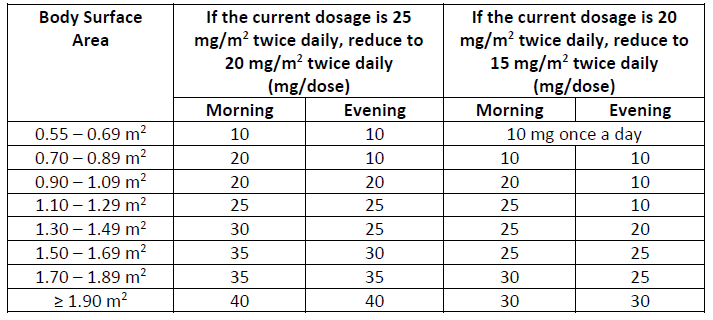 Body Surface
Area
If the current dosage is 25
mg/m² twice daily, reduce to
20 mg/m² twice daily
(mg/dose)
If the current dosage is 20
mg/m² twice daily, reduce to
15 mg/m² twice daily
(mg/dose)
Morning Evening Morning Evening
0.55 – 0.69 m² 10 10 10 mg once a day
0.70 – 0.89 m² 20 10 10 10
0.90 – 1.09 m² 20 20 20 10
1.10 – 1.29 m² 25 25 25 10
1.30 – 1.49 m² 30 25 25 20
1.50 – 1.69 m² 35 30 25 25
1.70 – 1.89 m² 35 35 30 25
≥ 1.90 m² 40 40 30 30